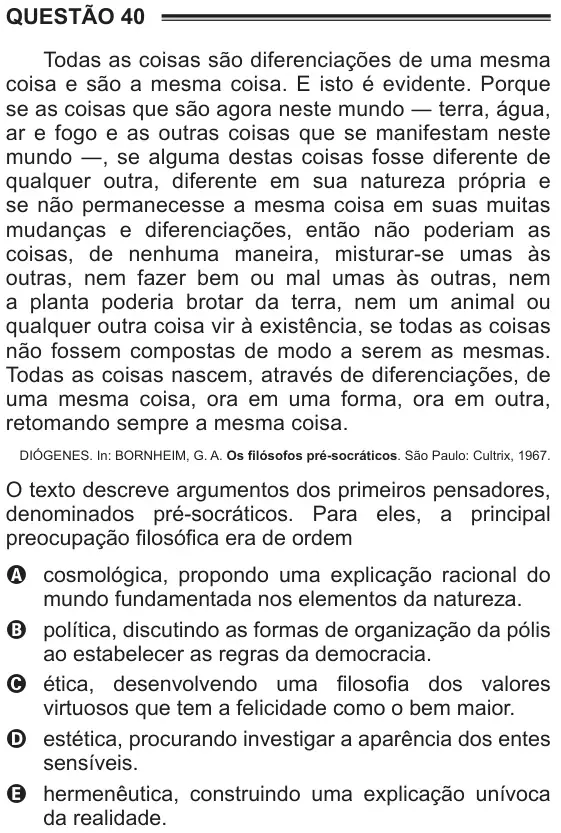 QUESTÃO 40
Todas as coisas são diferenciações de uma mesma
coisa e são a mesma coisa. E isto é evidente. Porque
se as coisas que são agora neste mundo — terra, água,
ar e fogo e as outras coisas que se manifestam neste
mundo —, se alguma destas coisas fosse diferente de
qualquer outra, diferente em sua natureza própria e
se não permanecesse a mesma coisa em suas muitas
mudanças e diferenciações, então não poderiam as
coisas, de nenhuma maneira, misturar-se umas às
outras, nem fazer bem ou mal umas às outras, nem
a planta poderia brotar da terra, nem um animal ou
qualquer outra coisa vir à existência, se todas as coisas
não fossem compostas de modo a serem as mesmas.
Todas as coisas nascem, através de diferenciações, de
uma mesma coisa, ora em uma forma, ora em outra,
retomando sempre a mesma coisa.
DIÓGENES. In: BORNHEIM, G. A. Os filósofos pré-socráticos. São Paulo: Cultrix, 1967.
O texto descreve argumentos dos primeiros pensadores,
denominados pré-socráticos. Para eles, a principal
preocupação filosófica era de ordem
A cosmológica, propondo uma explicação racional do
mundo fundamentada nos elementos da natureza.
B política, discutindo as formas de organização da pólis
ao estabelecer as regras da democracia.
C ética, desenvolvendo uma filosofia dos valores
virtuosos que tem a felicidade como o bem maior.
D estética, procurando investigar a aparência dos entes
sensíveis.
E hermenêutica, construindo uma explicação unívoca
da realidade.